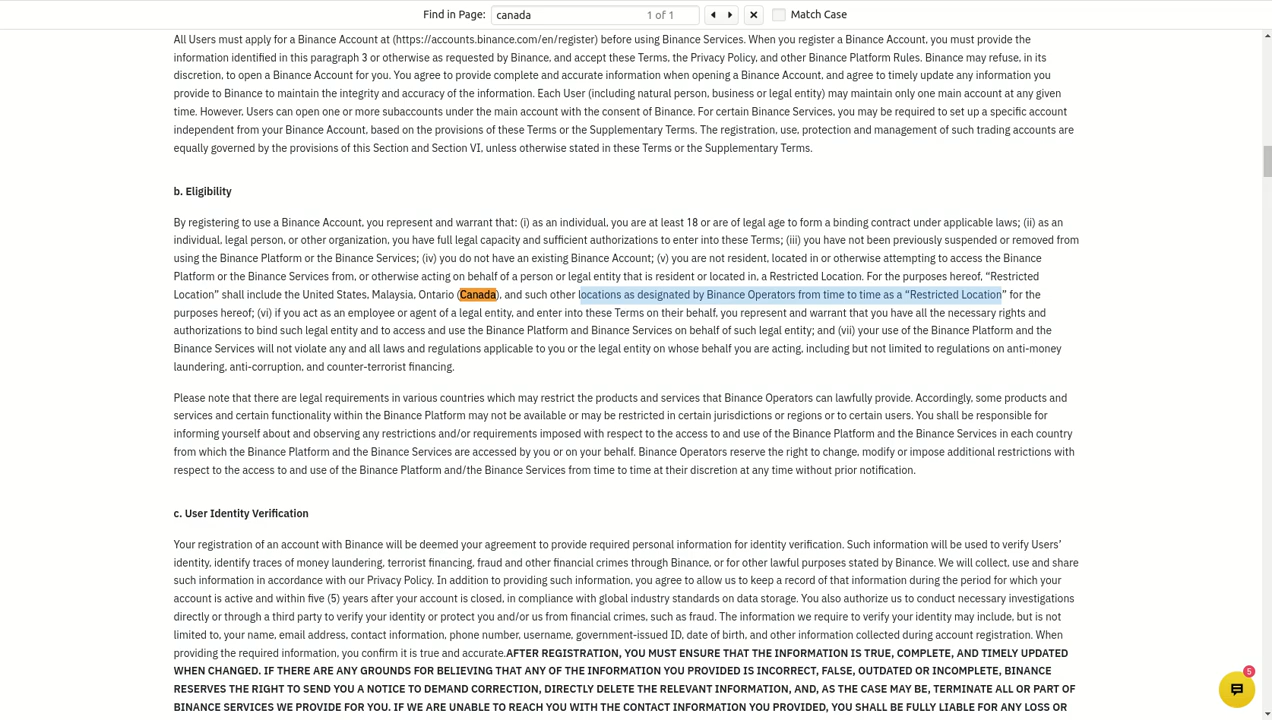 Find in Page: canada 1 of 1 Match Case
All Users must apply for a Binance Account at (https://accounts.binance.com/en/register) before using Binance Services. When you register a Binance Account, you must provide the
information identified in this paragraph 3 or otherwise as requested by Binance, and accept these Terms, the Privacy Policy, and other Binance Platform Rules. Binance may refuse, in its
discretion, to open a Binance Account for you. You agree to provide complete and accurate information when opening a Binance Account, and agree to timely update any information you
provide to Binance to maintain the integrity and accuracy of the information. Each User (including natural person, business or legal entity) may maintain only one main account at any given
time. However, Users can open one or more subaccounts under the main account with the consent of Binance. For certain Binance Services, you may be required to set up a specific account
independent from your Binance Account, based on the provisions of these Terms or the Supplementary Terms. The registration, use, protection and management of such trading accounts are
equally governed by the provisions of this Section and Section VI, unless otherwise stated in these Terms or the Supplementary Terms.
b. Eligibility
By registering to use a Binance Account, you represent and warrant that: (i) as an individual, you are at least 18 or are of legal age to form a binding contract under applicable laws; (ii) as an
individual, legal person, or other organization, you have full legal capacity and sufficient authorizations to enter into these Terms; (iii) you have not been previously suspended or removed from
using the Binance Platform or the Binance Services; (iv) you do not have an existing Binance Account; (v) you are not resident, located in or otherwise attempting to access the Binance
Platform or the Binance Services from, or otherwise acting on behalf of a person or legal entity that is resident or located in, a Restricted Location. For the purposes hereof, “Restricted
Location” shall include the United States, Malaysia, Ontario (Canada), and such other locations as designated by Binance Operators from time to time as a “Restricted Location” for the
purposes hereof; (vi) if you act as an employee or agent of a legal entity, and enter into these Terms on their behalf, you represent and warrant that you have all the necessary rights and
authorizations to bind such legal entity and to access and use the Binance Platform and Binance Services on behalf of such legal entity; and (vii) your use of the Binance Platform and the
Binance Services will not violate any and all laws and regulations applicable to you or the legal entity on whose behalf you are acting, including but not limited to regulations on anti-money
laundering, anti-corruption, and counter-terrorist financing.
Please note that there are legal requirements in various countries which may restrict the products and services that Binance Operators can lawfully provide. Accordingly, some products and
services and certain functionality within the Binance Platform may not be available or may be restricted in certain jurisdictions or regions or to certain users. You shall be responsible for
informing yourself about and observing any restrictions and/or requirements imposed with respect to the access to and use of the Binance Platform and the Binance Services in each country
from which the Binance Platform and the Binance Services are accessed by you or on your behalf. Binance Operators reserve the right to change, modify or impose additional restrictions with
respect to the access to and use of the Binance Platform and/the Binance Services from time to time at their discretion at any time without prior notification.
c. User Identity Verification
Your registration of an account with Binance will be deemed your agreement to provide required personal information for identity verification. Such information will be used to verify Users’
identity, identify traces of money laundering, terrorist financing, fraud and other financial crimes through Binance, or for other lawful purposes stated by Binance. We will collect, use and share
such information in accordance with our Privacy Policy. In addition to providing such information, you agree to allow us to keep a record of that information during the period for which your
account is active and within five (5) years after your account is closed, in compliance with global industry standards on data storage. You also authorize us to conduct necessary investigations
directly or through a third party to verify your identity or protect you and/or us from financial crimes, such as fraud. The information we require to verify your identity may include, but is not
limited to, your name, email address, contact information, phone number, username, government-issued ID, date of birth, and other information collected during account registration. When
providing the required information, you confirm it is true and accurate.AFTER REGISTRATION, YOU MUST ENSURE THAT THE INFORMATION IS TRUE, COMPLETE, AND TIMELY UPDATED
WHEN CHANGED. IF THERE ARE ANY GROUNDS FOR BELIEVING THAT ANY OF THE INFORMATION YOU PROVIDED IS INCORRECT, FALSE, OUTDATED OR INCOMPLETE, BINANCE
RESERVES THE RIGHT TO SEND YOU A NOTICE TO DEMAND CORRECTION, DIRECTLY DELETE THE RELEVANT INFORMATION, AND, AS THE CASE MAY BE, TERMINATE ALL OR PART OF
BINANCE SERVICES WE PROVIDE FOR YOU. IF WE ARE UNABLE TO REACH YOU WITH THE CONTACT INFORMATION YOU PROVIDED, YOU SHALL BE FULLY LIABLE FOR ANY LOSS OR
5